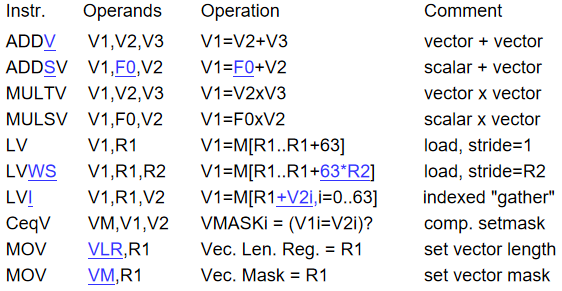 Instr. Operands Operation Comment
ADDV V1,V2,V3 V1=V2+V3 vector + vector
ADDSV V1,F0,V2 V1=F0+V2 scalar + vector
MULTV V1,V2,V3 V1=V2xV3 vector x vector
MULSV V1,F0,V2 V1=F0xV2 scalar x vector
LV V1,R1 V1=M[R1..R1+63] load, stride=1
LVWS V1,R1,R2 V1=M[R1..R1+63*R2] load, stride=R2
LVI V1,R1,V2 V1=M[R1+V2i,i=0..63] indexed "gather"
CeqV VM,V1,V2 VMASKi = (V1i=V2i)? comp. setmask
MOV VLR,R1 Vec. Len. Reg. = R1 set vector length
MOV VM,R1 Vec. Mask = R1 set vector mask